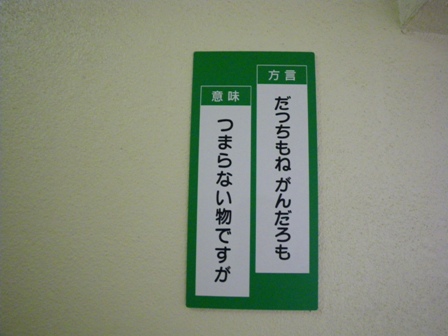 方言
だつちもね がんだろも
意味
つまらない物ですが